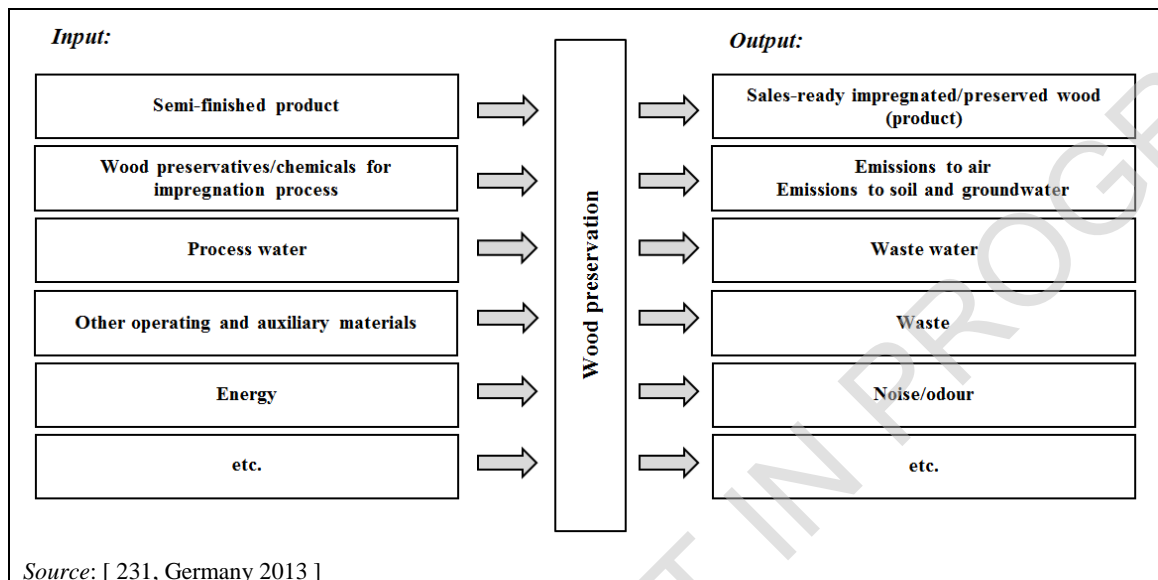 Input:
Output:
Semi-finished product
Sales-ready impregnated/preserved wood
(product)
Wood preservatives/chemicals for
impregnation process
Emissions to air
Emissions to soil and groundwater
Process water
Waste water
Other operating and auxiliary materials
Waste
Energy
Noise/odour
etc.
etc.
Wood preservation
Source: [ 231, Germany 2013 ]
T IN PROGR